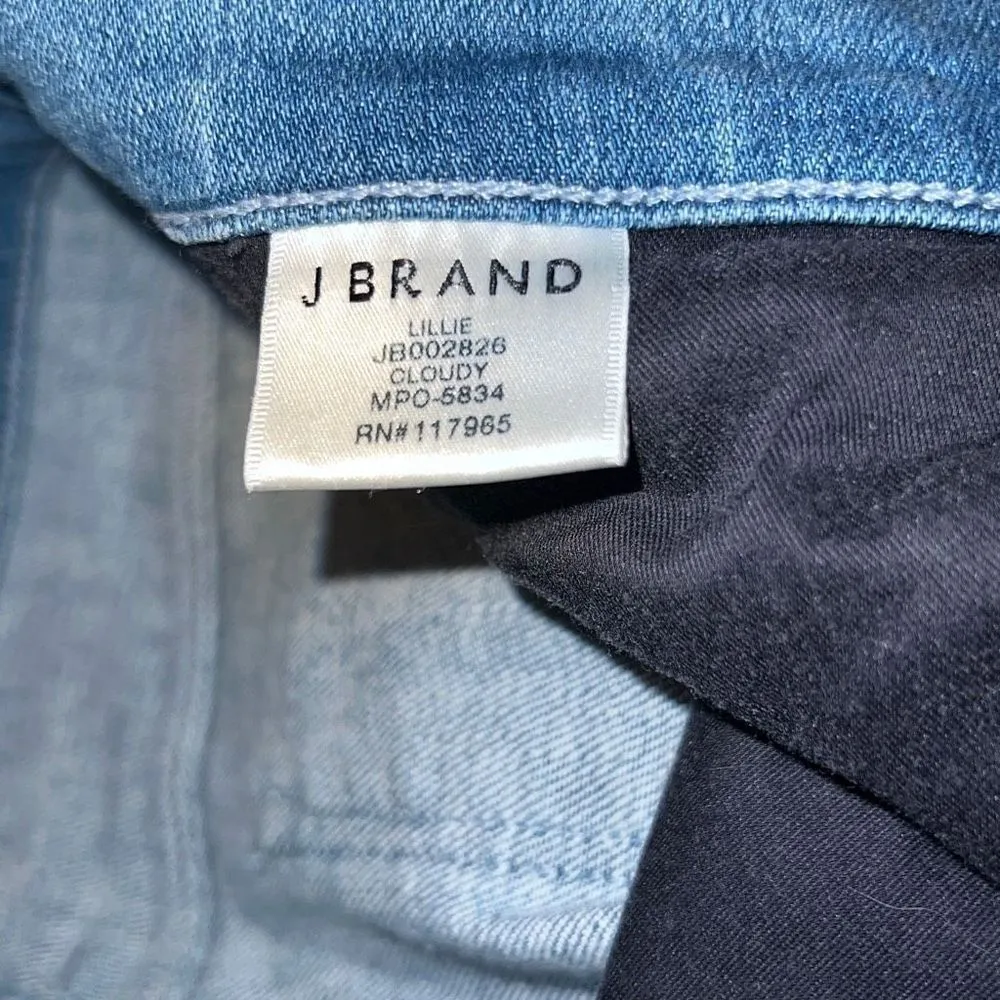 J BRAND
LILLIE
JB002826
CLOUDY
MPO-5834
RN# 117965